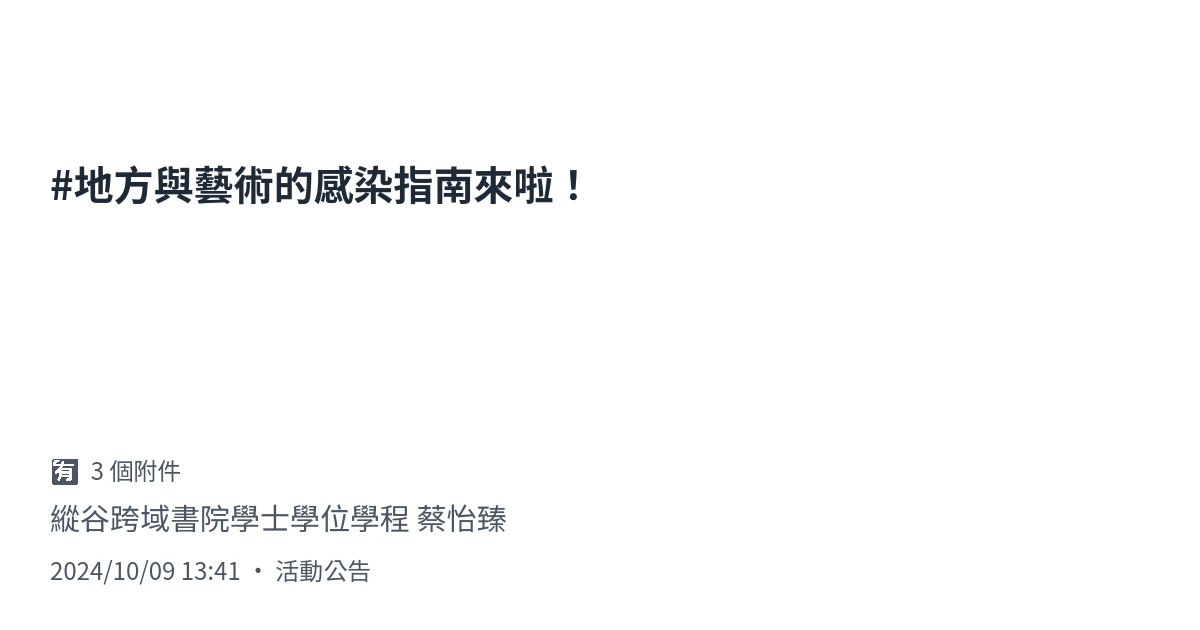 #地方與藝術的感染指南來啦！
🈶 3 個附件
縱谷跨域書院學士學位學程 蔡怡臻
2024/10/09 13:41 ・ 活動公告